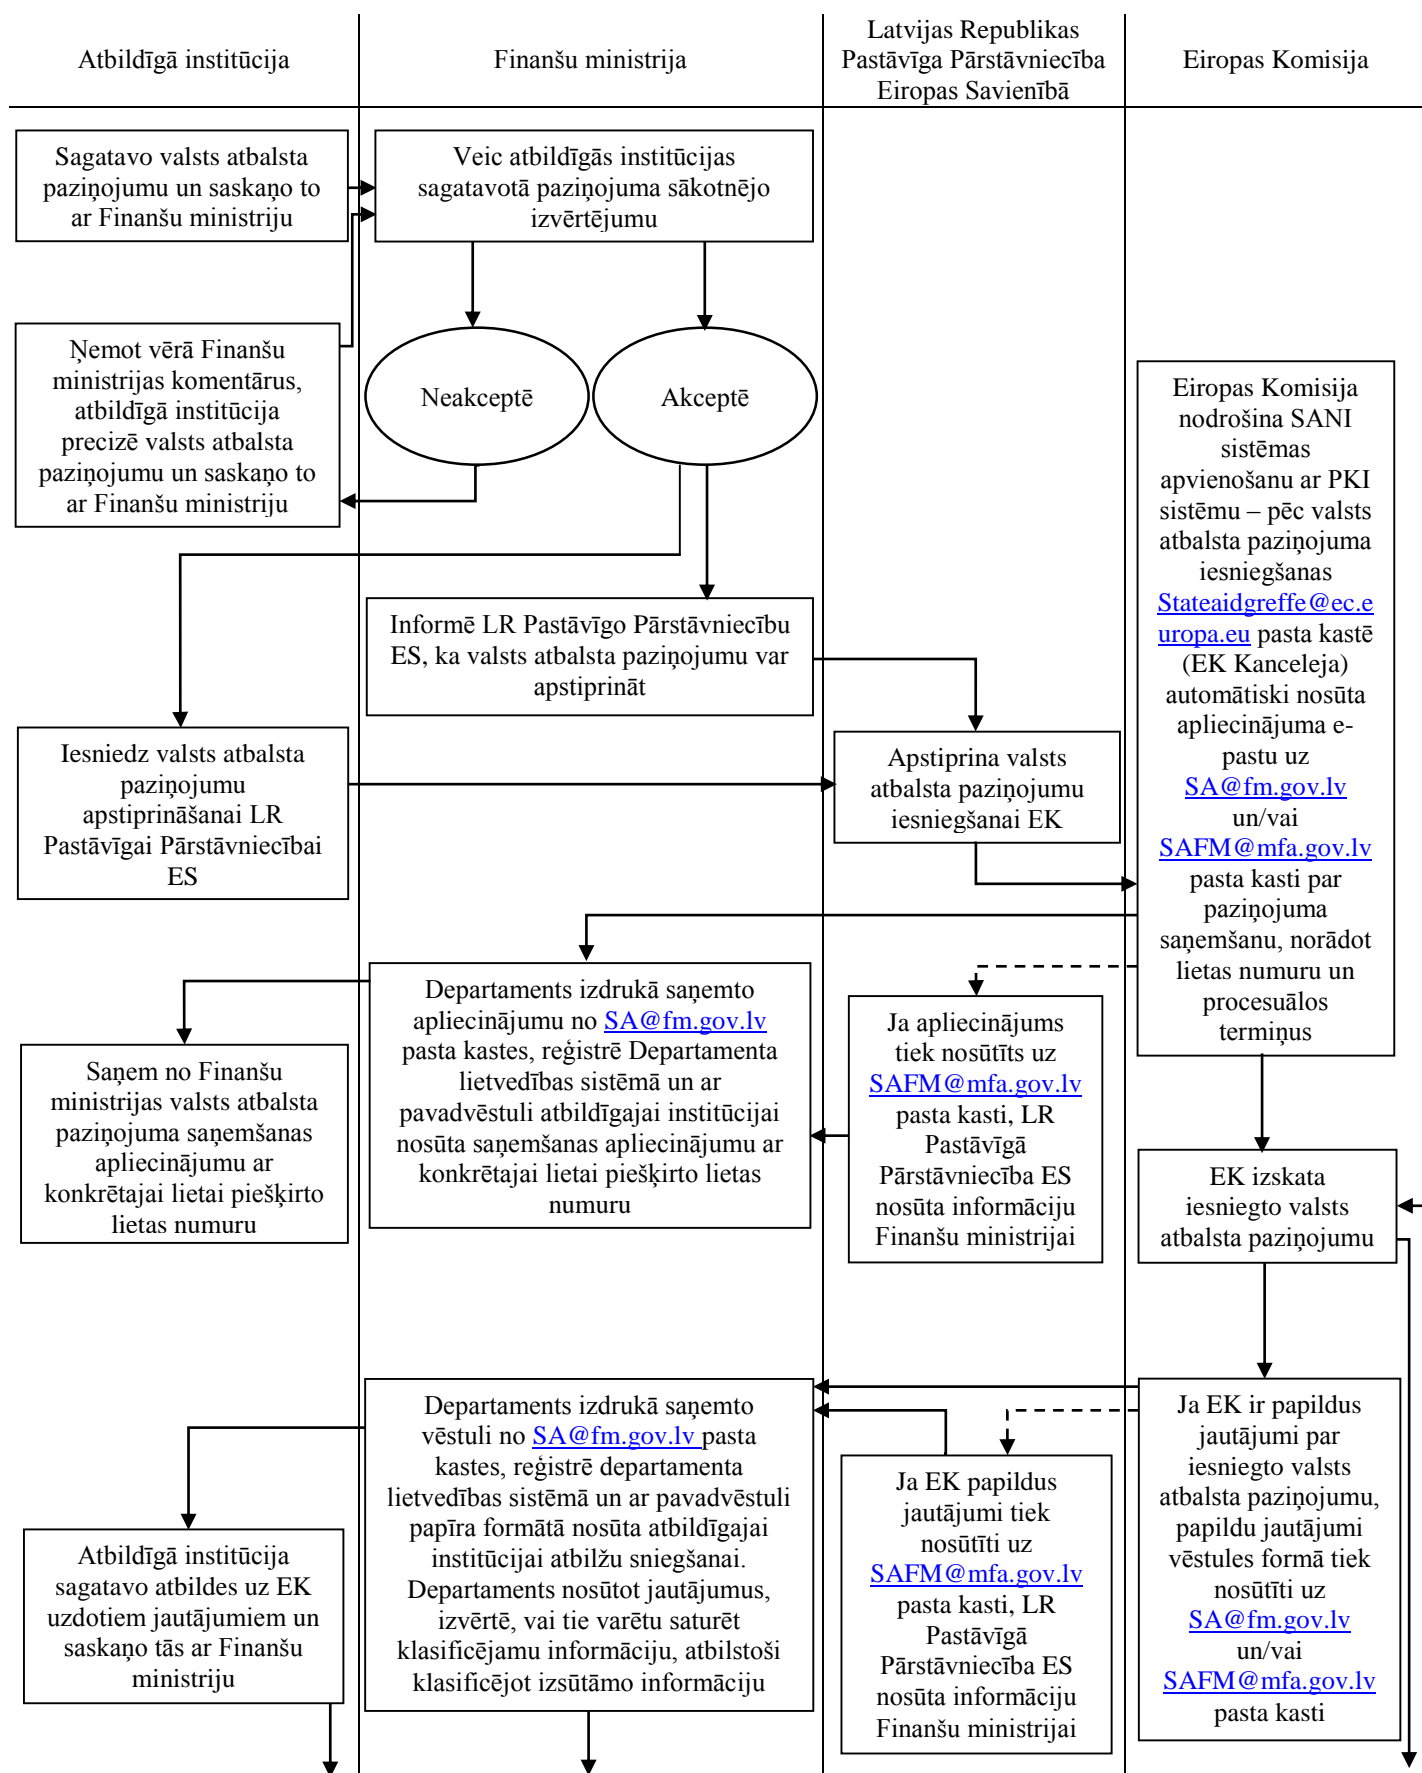 Atbildīgā institūcija
Finanšu ministrija
Latvijas Republikas
Pastāvīga Pārstāvniecība
Eiropas Savienībā
Eiropas Komisija
Sagatavo valsts atbalsta
paziņojumu un saskaņo to
ar Finanšu ministriju
Veic atbildīgās institūcijas
sagatavotā paziņojuma sākotnējo
izvērtējumu
Ņemot vērā Finanšu
ministrijas komentārus,
atbildīgā institūcija
precizē valsts atbalsta
paziņojumu un saskaņo to
ar Finanšu ministriju
Neakceptē
Akceptē
Eiropas Komisija
nodrošina SANI
sistēmas
apvienošanu ar PKI
sistēmu – pēc valsts
atbalsta paziņojuma
iesniegšanas
Stateaidgreffe@ec.e
uropa.eu pasta kastē
(EK Kanceleja)
automātiski nosūta
apliecinājuma e-
pastu uz
SA@fm.gov.lv
un/vai
SAFM@mfa.gov.lv
pasta kasti par
paziņojuma
saņemšanu, norādot
lietas numuru un
procesuālos
termiņus
Informē LR Pastāvīgo Pārstāvniecību
ES, ka valsts atbalsta paziņojumu var
apstiprināt
Iesniedz valsts atbalsta
paziņojumu
apstiprināšanai LR
Pastāvīgai Pārstāvniecībai
ES
Apstiprina valsts
atbalsta paziņojumu
iesniegšanai EK
Departaments izdrukā saņemto
apliecinājumu no SA@fm.gov.lv
pasta kastes, reģistrē Departamenta
lietvedības sistēmā un ar
pavadvēstuli atbildīgajai institūcijai
nosūta saņemšanas apliecinājumu ar
konkrētajai lietai piešķirto lietas
numuru
Ja apliecinājums
tiek nosūtīts uz
SAFM@mfa.gov.lv
pasta kasti, LR
Pastāvīgā
Pārstāvniecība ES
nosūta informāciju
Finanšu ministrijai
Saņem no Finanšu
ministrijas valsts atbalsta
paziņojuma saņemšanas
apliecinājumu ar
konkrētajai lietai piešķirto
lietas numuru
EK izskata
iesniegto valsts
atbalsta paziņojumu
Departaments izdrukā saņemto
vēstuli no SA@fm.gov.lv pasta
kastes, reģistrē departamenta
lietvedības sistēmā un ar pavadvēstuli
papīra formātā nosūta atbildīgajai
institūcijai atbilžu sniegšanai.
Departaments nosūtot jautājumus,
izvērtē, vai tie varētu saturēt
klasificējamu informāciju, atbilstoši
klasificējot izsūtāmo informāciju
Ja EK ir papildus
jautājumi par
iesniegto valsts
atbalsta paziņojumu,
papildu jautājumi
vēstules formā tiek
nosūtīti uz
SA@fm.gov.lv
un/vai
SAFM@mfa.gov.lv
pasta kasti
Ja EK papildus
jautājumi tiek
nosūtīti uz
SAFM@mfa.gov.lv
pasta kasti, LR
Pastāvīgā
Pārstāvniecība ES
nosūta informāciju
Finanšu ministrijai
Atbildīgā institūcija
sagatavo atbildes uz EK
uzdotiem jautājumiem un
saskaņo tās ar Finanšu
ministriju